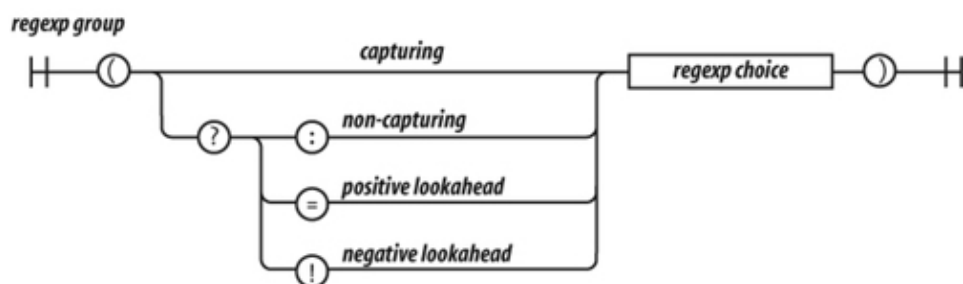 regexp group
( capturing regexp choice )
? : non-capturing
= positive lookahead
! negative lookahead